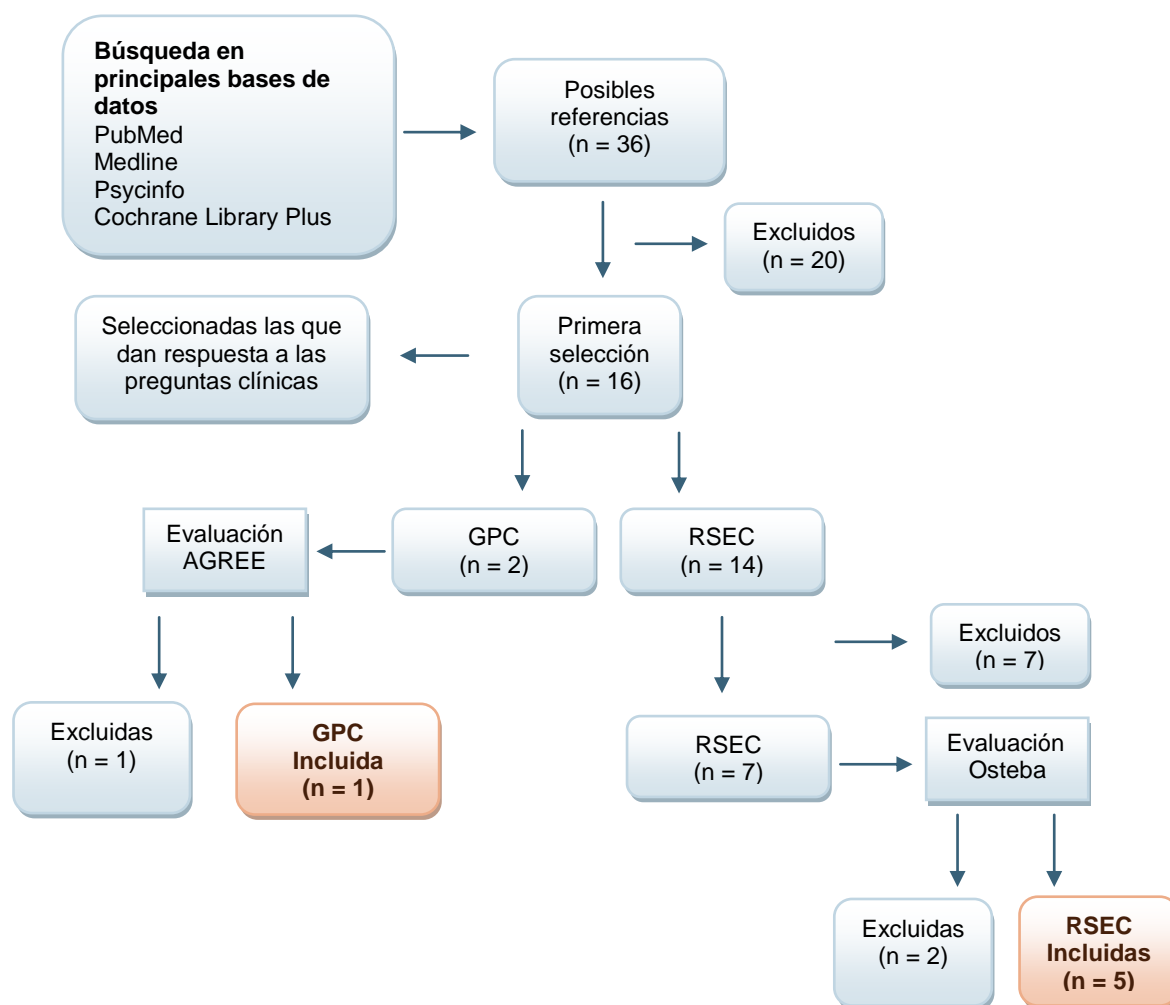 Búsqueda en
principales bases de
datos
PubMed
Medline
Psycinfo
Cochrane Library Plus
Posibles
referencias
(n = 36)
Excluidos
(n = 20)
Seleccionadas las que
dan respuesta a las
preguntas clínicas
Primera
selección
(n = 16)
Evaluación
AGREE
GPC
(n = 2)
RSEC
(n = 14)
Excluidos
(n = 7)
Excluidas
(n = 1)
GPC
Incluida
(n = 1)
RSEC
(n = 7)
Evaluación
Osteba
Excluidas
(n = 2)
RSEC
Incluidas
(n = 5)